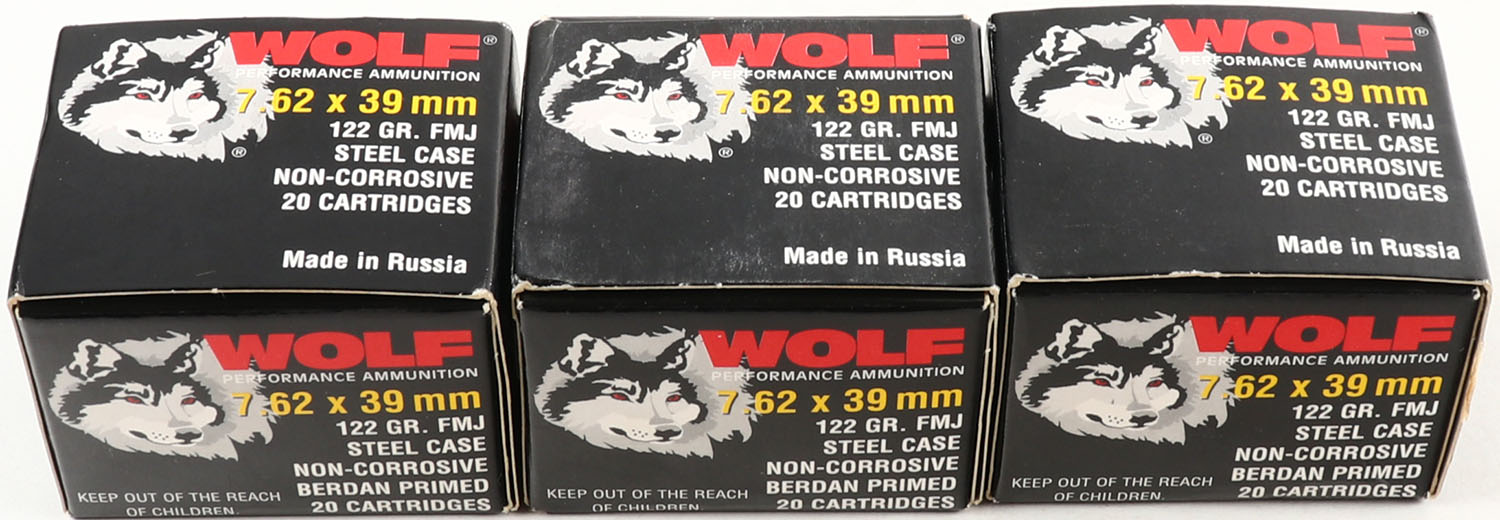 WOLF®
PERFORMANCE AMMUNITION
7.62 x 39 mm
122 GR. FMJ
®
STEEL CASE
NON-CORROSIVE
20 CARTRIDGES
Made in Russia
WOLF
PERFORMANCE AMMUNITION
7.62 x 39 mm
122 GR. FMJ
STEEL CASE
NON-CORROSIVE
BERDAN PRIMED
20 CARTRIDGES
KEEP OUT OF THE REACH
OF CHILDREN.
WOLF®
PERFORMANCE AMMUNITION
7.62 x 39 mm
122 GR. FMJ
®
STEEL CASE
NON-CORROSIVE
20 CARTRIDGES
Made in Russia
WOLF
PERFORMANCE AMMUNITION
7.62 x 39 mm
122 GR. FMJ
STEEL CASE
NON-CORROSIVE
BERDAN PRIMED
20 CARTRIDGES
KEEP OUT OF THE REACH
OF CHILDREN.
WOLF®
PERFORMANCE AMMUNITION
7.62 x 39 mm
122 GR. FMJ
®
STEEL CASE
NON-CORROSIVE
20 CARTRIDGES
Made in Russia
WOLF
PERFORMANCE AMMUNITION
7.62 x 39 mm
122 GR. FMJ
STEEL CASE
NON-CORROSIVE
BERDAN PRIMED
20 CARTRIDGES
KEEP OUT OF THE REACH
OF CHILDREN.